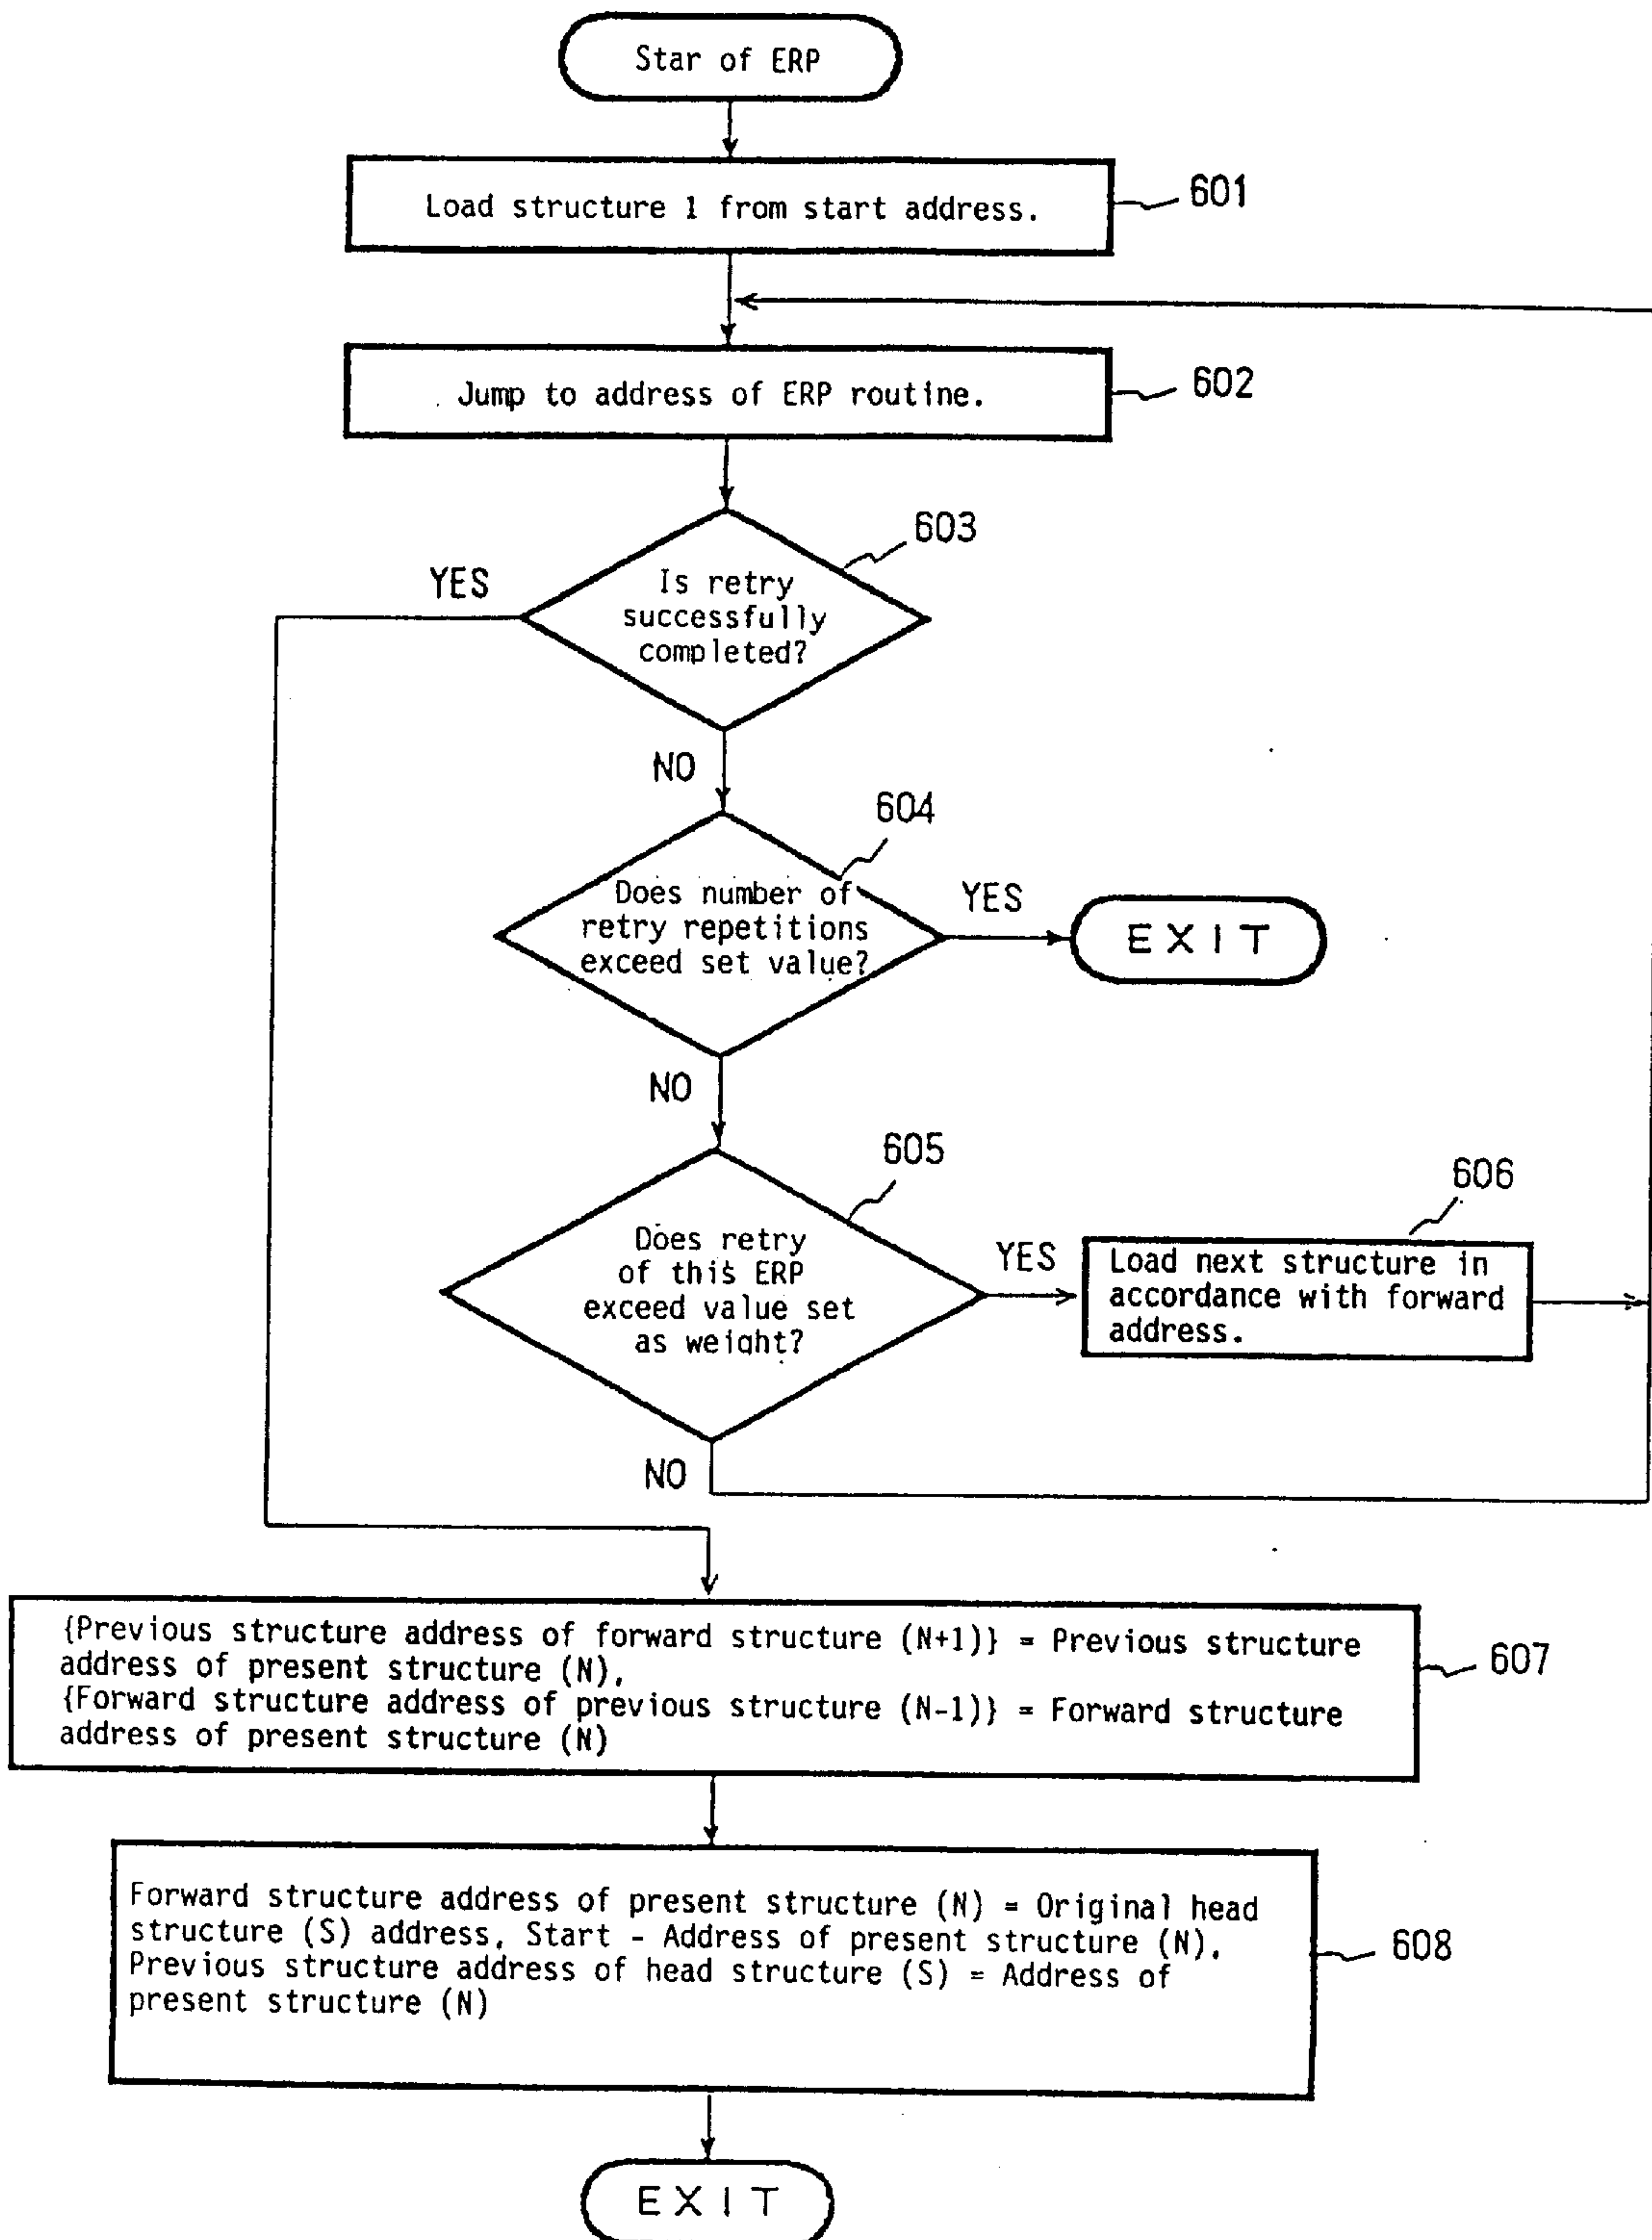 Star of ERP
Load structure 1 from start address.
601
Jump to address of ERP routine.
602
603
YES
Is retry
successfully
completed?
NO
604
Does number of
retry repetitions
exceed set value?
YES
EXIT
NO
605
606
Does retry
of this ERP
exceed value set
as weight?
YES
Load next structure in
accordance with forward
address.
NO
{Previous structure address of forward structure (N+1)} = Previous structure
address of present structure (N),
{Forward structure address of previous structure (N-1)} = Forward structure
address of present structure (N)
607
Forward structure address of present structure (N) = Original head
structure (S) address, Start - Address of present structure (N),
Previous structure address of head structure (S) = Address of
present structure (N)
608
EXIT